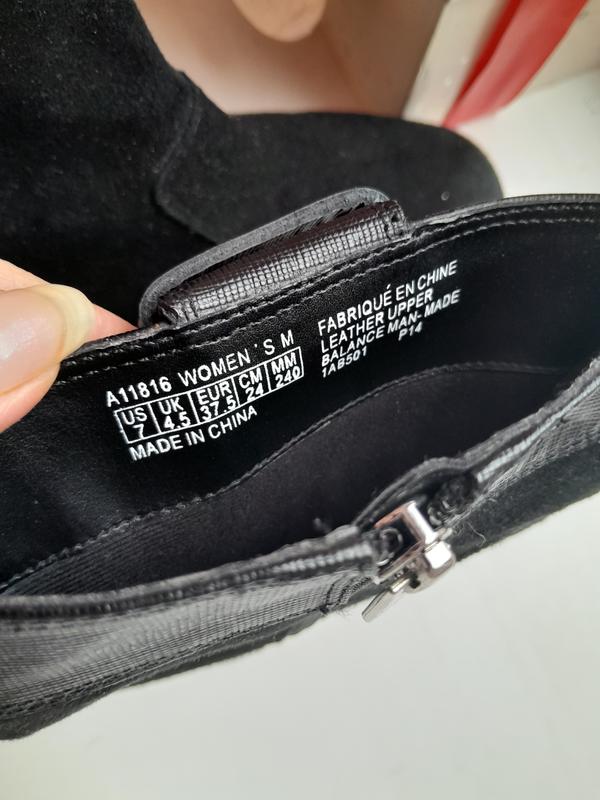 A11816 WOMEN'S M
US UK EUR CM MM
7 4.5 37.5 24 240
MADE IN CHINA
FABRIQUÉ EN CHINE
LEATHER UPPER
BALANCE MAN-MADE
1AB501 P14